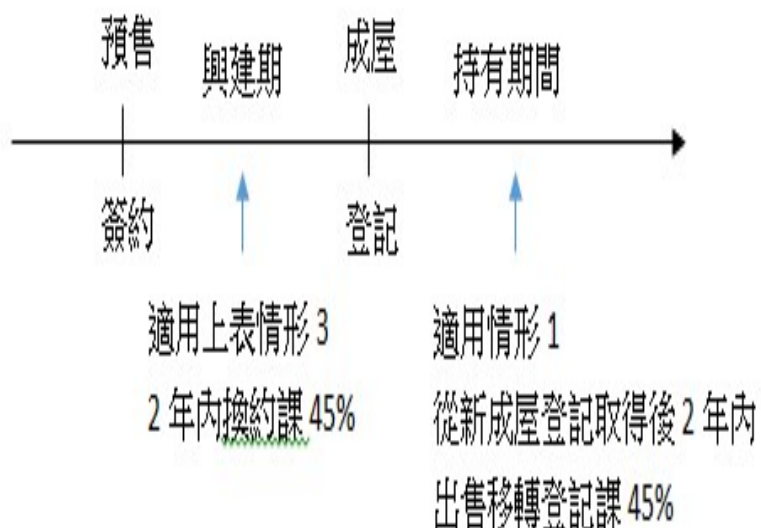 預售
興建期
成屋
持有期間
簽約
登記
適用上表情形 3
2 年內換約課 45%
適用情形 1
從新成屋登記取得後 2 年內
出售移轉登記課 45%